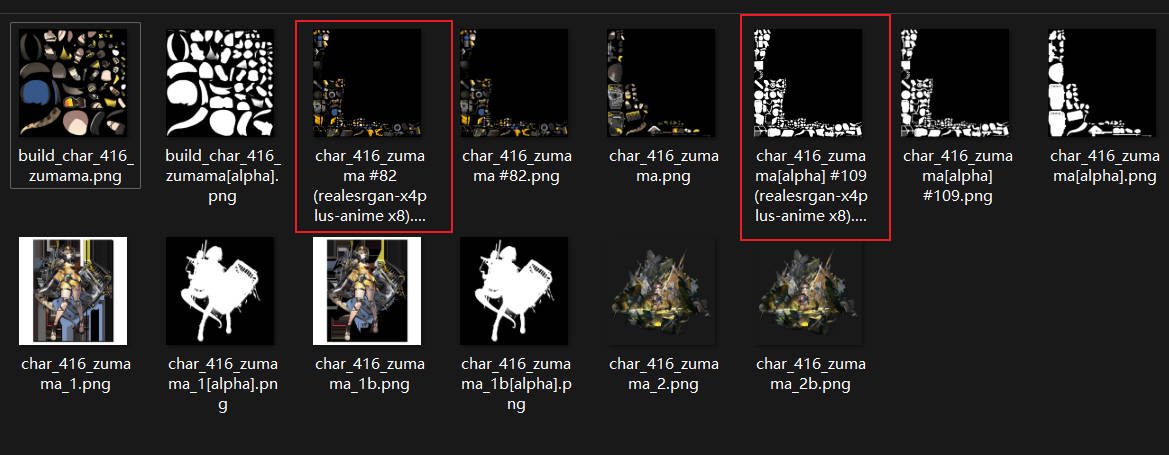 build_char_416_
zumama.png
build_char_416_
zumama[alpha].
png
char_416_zuma
ma #82
(realesrgan-x4p
lus-anime x8)....
char_416_zuma
ma #82.png
char_416_zuma
ma.png
char_416_zuma
ma[alpha] #109
(realesrgan-x4p
lus-anime x8)....
char_416_zuma
ma[alpha]
#109.png
char_416_zuma
ma[alpha].png
char_416_zuma
ma_1.png
char_416_zuma
ma_1[alpha].pn
g
char_416_zuma
ma_1b.png
char_416_zuma
ma_1b[alpha].p
ng
char_416_zuma
ma_2.png
char_416_zuma
ma_2b.png